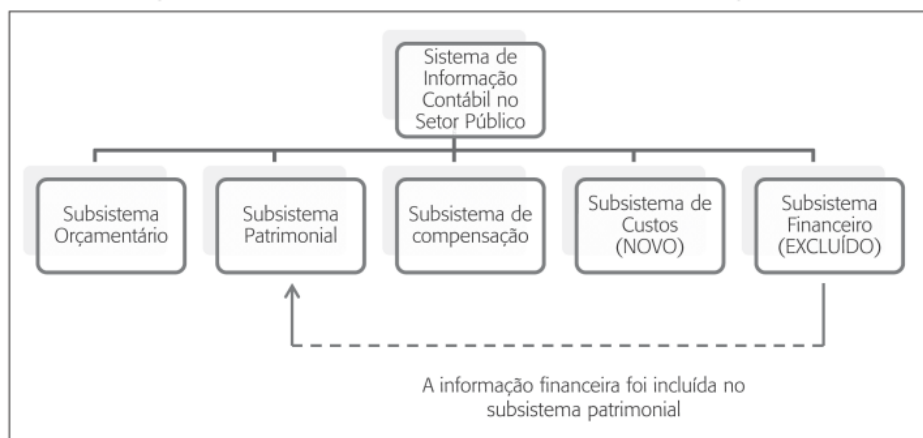 Sistema de
Informação
Contábil no
Setor Público
Subsistema
Orçamentário
Subsistema
Patrimonial
Subsistema de
compensação
Subsistema de
Custos
(NOVO)
Subsistema
Financeiro
(EXCLUÍDO)
A informação financeira foi incluída no
subsistema patrimonial